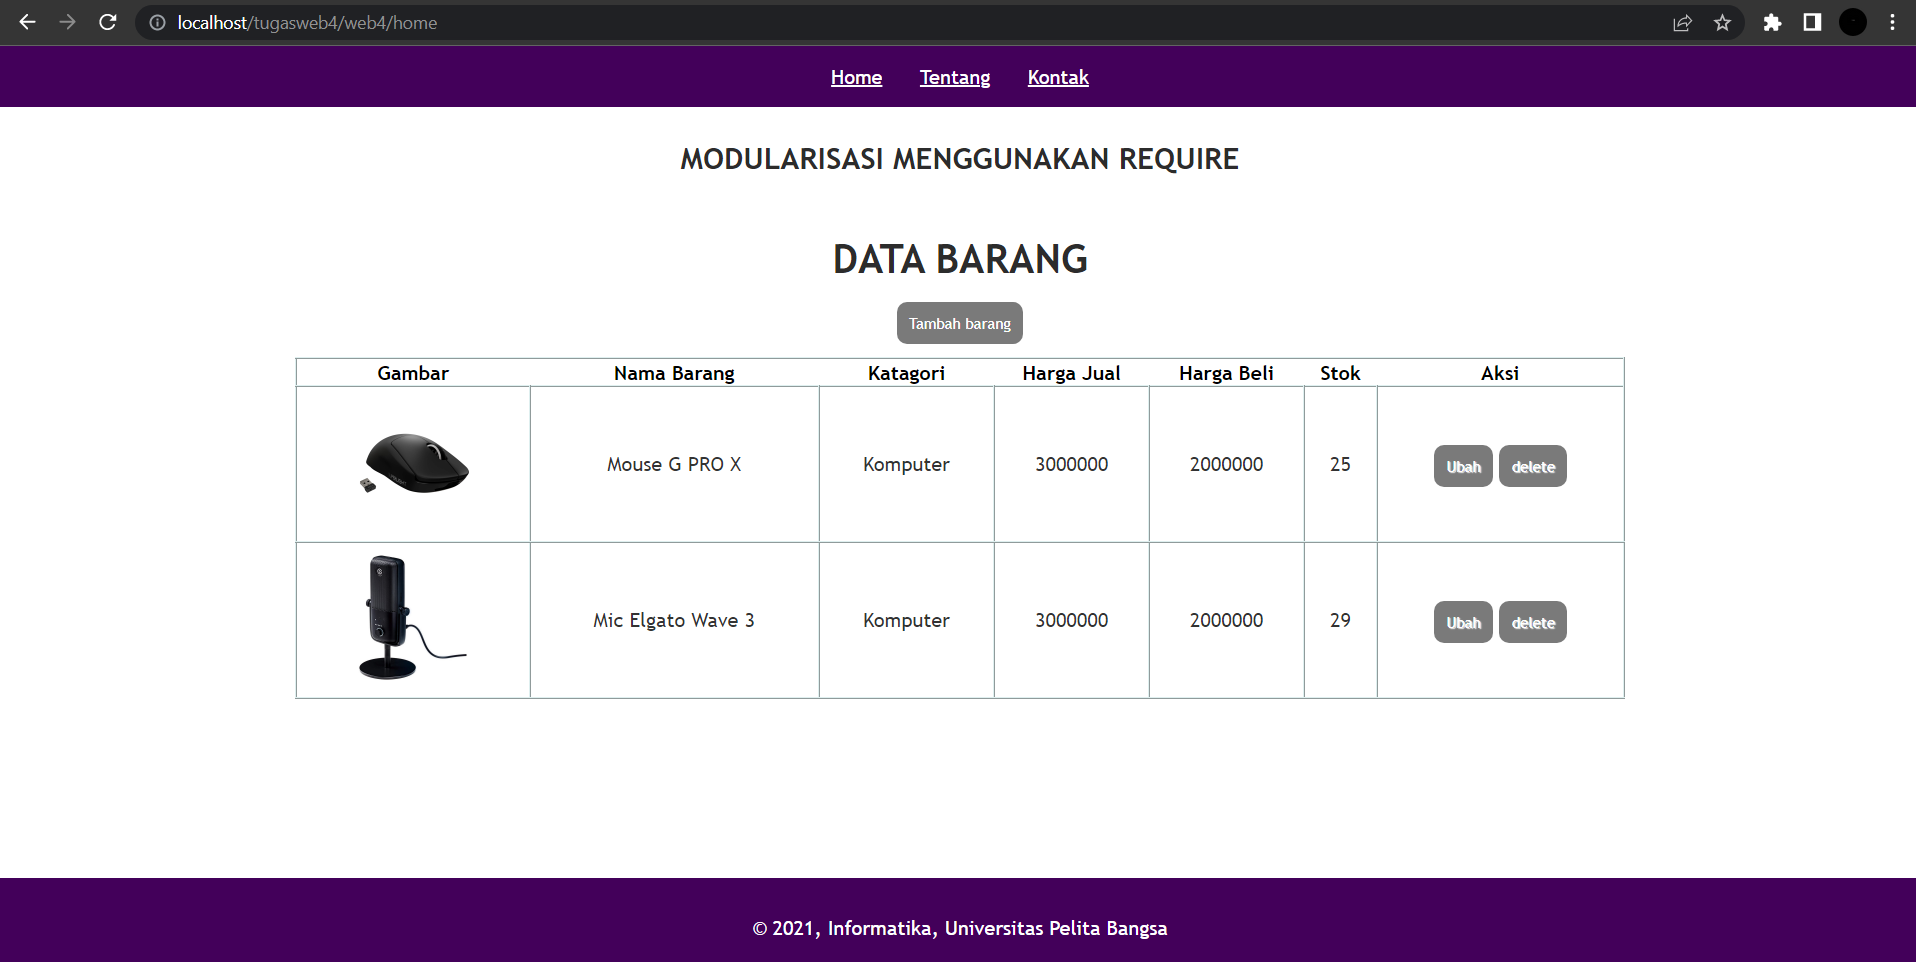 localhost/tugasweb4/web4/home
Home Tentang Kontak
MODULARISASI MENGGUNAKAN REQUIRE
DATA BARANG
Tambah barang
Gambar Nama Barang Katagori Harga Jual Harga Beli Stok Aksi
Mouse G PRO X Komputer 3000000 2000000 25 Ubah delete
Mic Elgato Wave 3 Komputer 3000000 2000000 29 Ubah delete
© 2021, Informatika, Universitas Pelita Bangsa